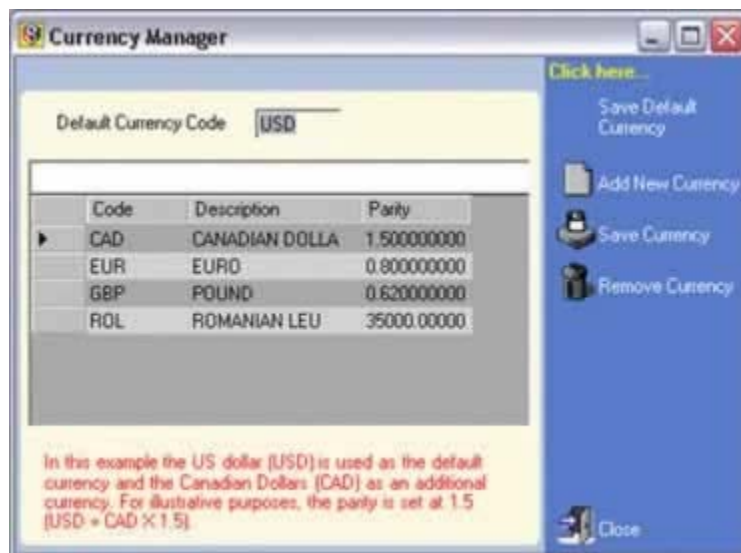 Currency Manager
Click here...
Default Currency Code USD
Save Default
Currency
Add New Currency
Save Currency
Remove Currency
Code Description Parity
CAD CANADIAN DOLLA 1.500000000
EUR EURO 0.800000000
GBP POUND 0.620000000
ROL ROMANIAN LEU 35000.00000
In this example the US dollar (USD) is used as the default
currency and the Canadian Dollars (CAD) as an additional
currency. For illustrative purposes, the parity is set at 1.5
(USD = CAD X 1.5).
Close